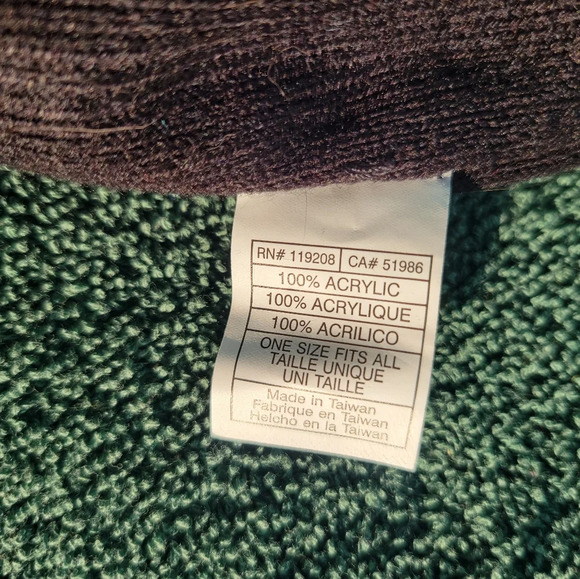 RN# 119208 CA# 51986
100% ACRYLIC
100% ACRYLIQUE
100% ACRILICO
ONE SIZE FITS ALL
TAILLE UNIQUE
UNI TAILLE
Made in Taiwan
Fabrique en Taiwan
Helcho en la Taiwan